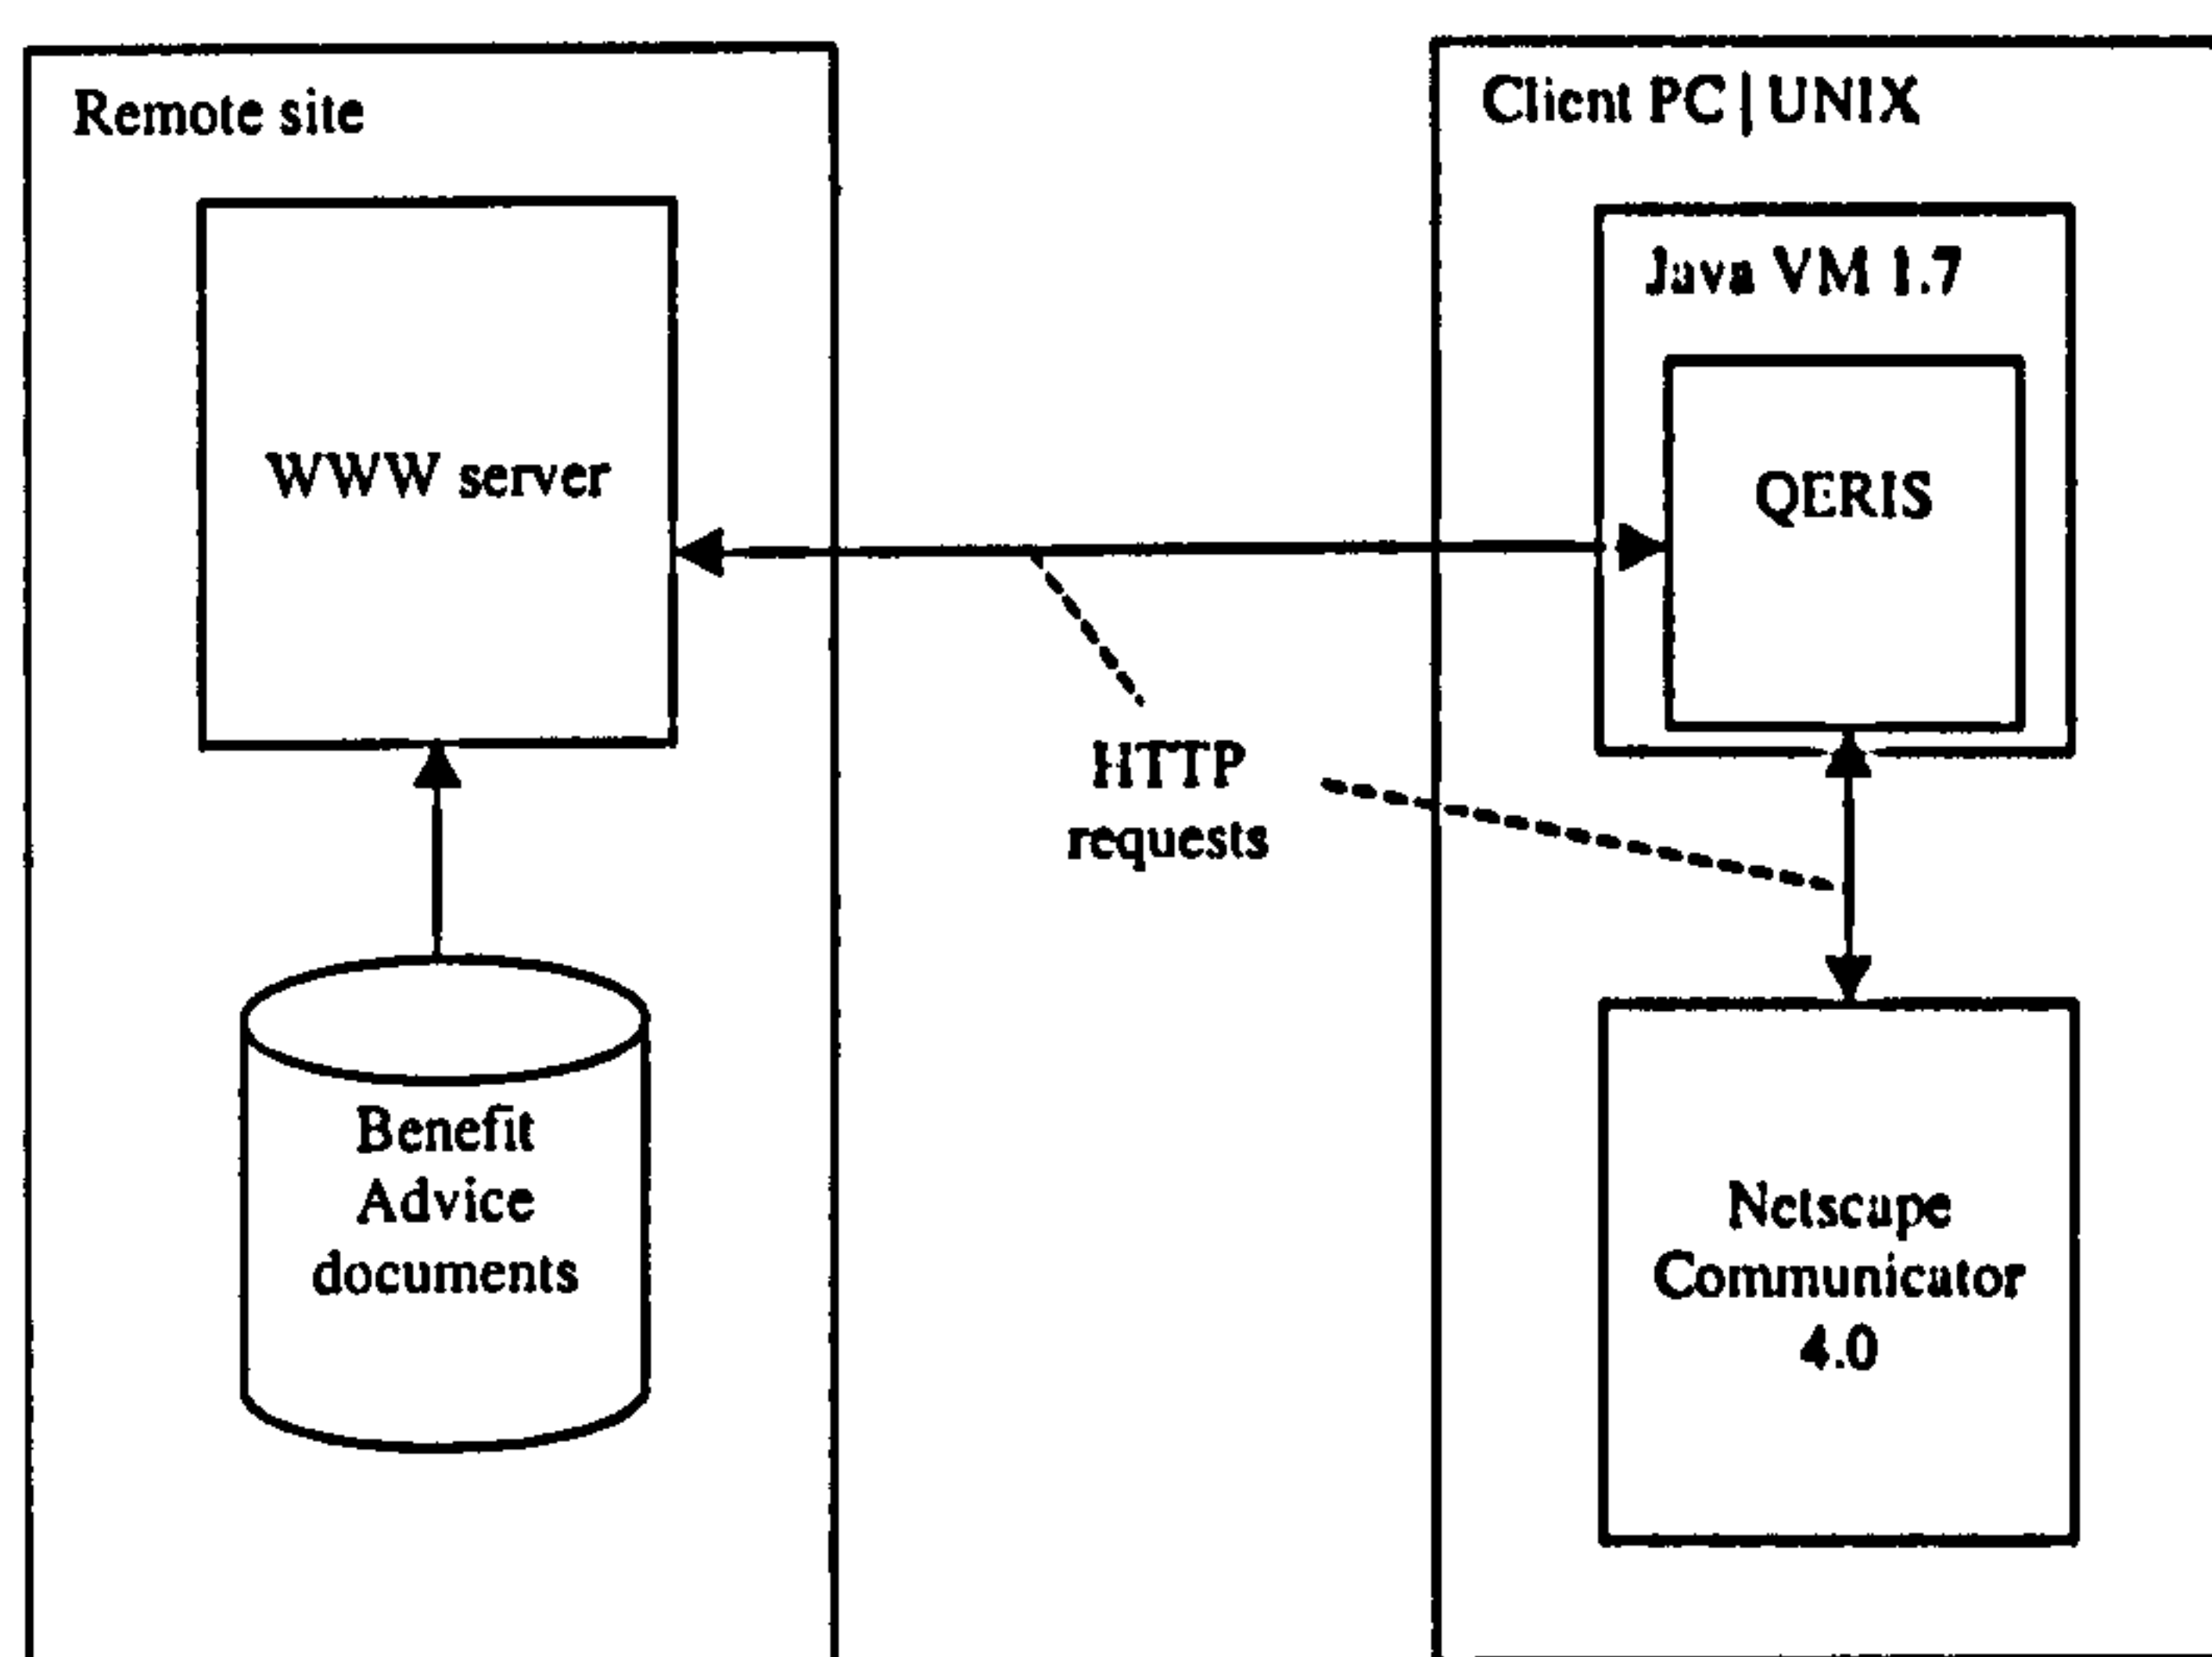 Remote site
WWW server
Benefit
Advice
documents
HTTP
requests
Client PC | UNIX
Java VM 1.7
QERIS
Netscape
Communicator
4.0